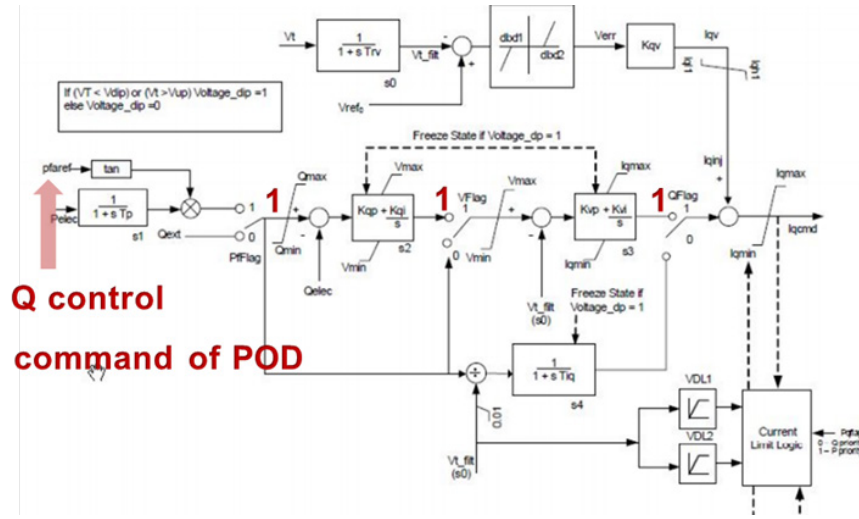 Vt
1
1 + s Trv
s0
Vt_filt
-
+
Vref0
dbd1
dbd2
Verr
Kqv
Iqv
Iqh1
Iql1
If (VT < Vdip) or (Vt >Vup) Voltage_dip =1
else Voltage_dip =0
Freeze State if Voltage_dp = 1
pfaref
tan
Pelec
1
1 + s Tp
s1
Qext
1
0
PfFlag
1
Qmax
Qmin
+
-
Qelec
Vmax
Kqp + Kqi
s
Vmin
s2
1
VFlag
1
0
Vmax
Vmin
+
-
Vt_filt
(s0)
Iqmax
Kvp + Kvi
s
Iqmin
s3
1
QFlag
1
0
Iqinj
+
+
Iqmax
Iqmin
Iqcmd
Q control
command of POD
Freeze State if
Voltage_dp = 1
÷
1
1 + s Tiq
s4
0.01
Vt_filt
(s0)
VDL1
VDL2
Current
Limit Logic
0 – Q priority
1 – P priority